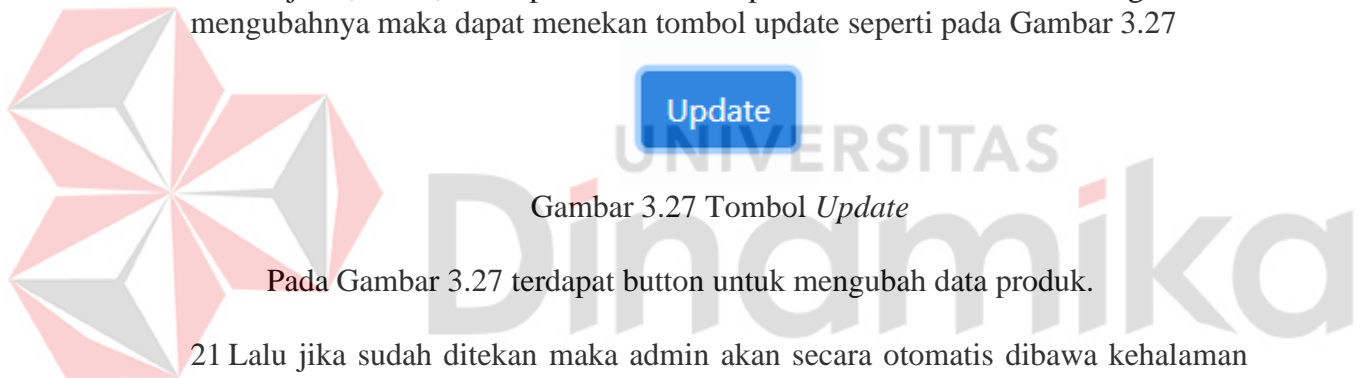 mengubahnya maka dapat menekan tombol update seperti pada Gambar 3.27
Update
UNIVERSITAS
Dinamika
Gambar 3.27 Tombol Update
Pada Gambar 3.27 terdapat button untuk mengubah data produk.
21 Lalu jika sudah ditekan maka admin akan secara otomatis dibawa kehalaman